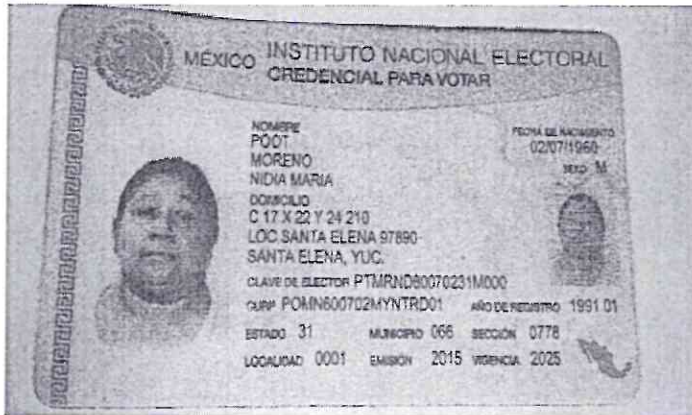 MÉXICO INSTITUTO NACIONAL ELECTORAL
CREDENCIAL PARA VOTAR
NOMBRE
POOT
MORENO
NIDIA MARIA
FECHA DE NACIMIENTO
02/07/1960
SEXO M
DOMICILIO
C 17 X 22 Y 24 210
LOC SANTA ELENA 97890
SANTA ELENA, YUC.
CLAVE DE ELECTOR PTMRND60070231M000
CURP POMN600702MYNTRD01 AÑO DE REGISTRO 1991 01
ESTADO 31 MUNICIPIO 066 SECCIÓN 0778
LOCALIDAD 0001 EMISIÓN 2015 VIGENCIA 2025